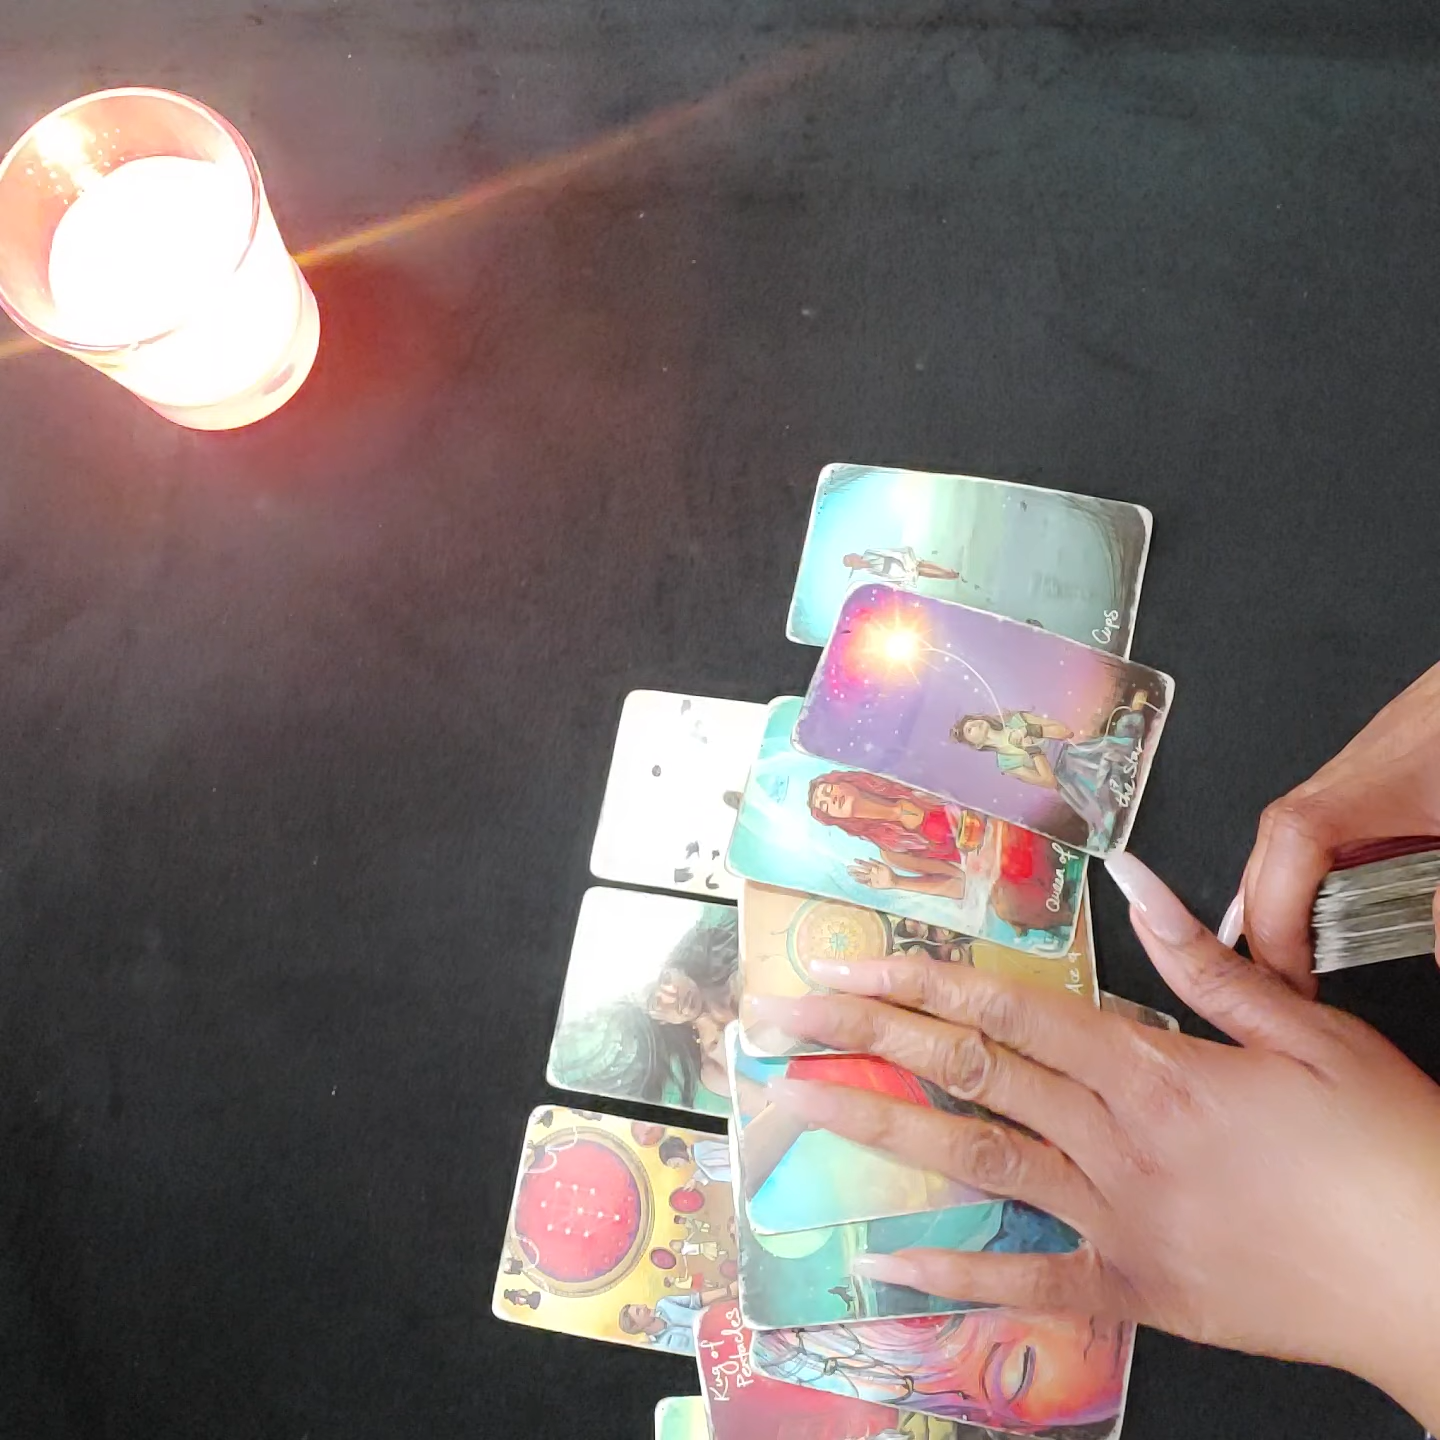 Cups
the Star
Queen of
Ace of
King of
Pentacles